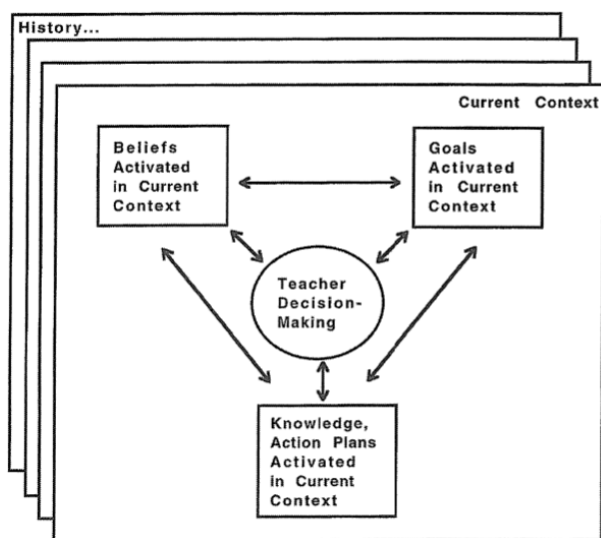 History...
Current Context
Beliefs
Activated
in Current
Context
Goals
Activated
in Current
Context
Teacher
Decision-
Making
Knowledge,
Action Plans
Activated
in Current
Context